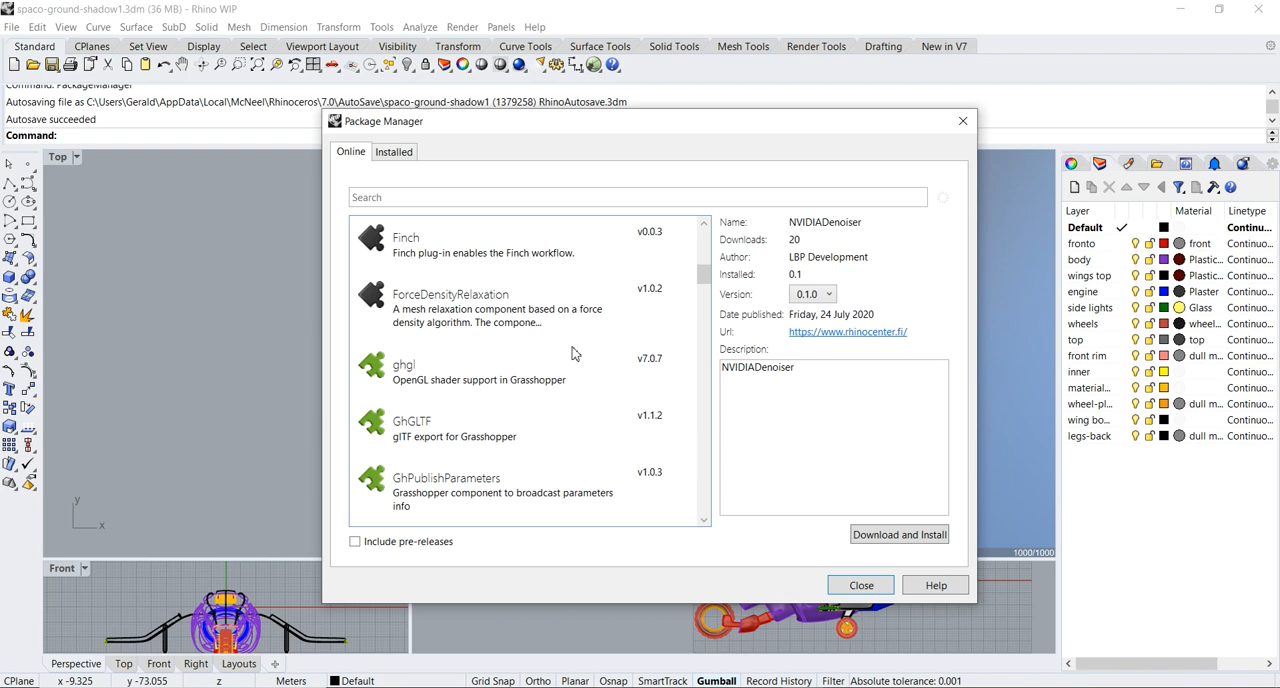 spaco-ground-shadow1.3dm (36 MB) - Rhino WIP
File Edit View Curve Surface SubD Solid Mesh Dimension Transform Tools Analyze Render Panels Help
Standard CPlanes Set View Display Select Viewport Layout Visibility Transform Curve Tools Surface Tools Solid Tools Mesh Tools Render Tools Drafting New in V7
Command: PackageManager
Autosaving file as C:\Users\Gerald\AppData\Local\McNeel\Rhinoceros\7.0\AutoSave\spaco-ground-shadow1 (1379258) RhinoAutosave.3dm
Autosave succeeded
Command:
Top
Package Manager
Online Installed
Search
Finch v0.0.3
Finch plug-in enables the Finch workflow.
ForceDensityRelaxation v1.0.2
A mesh relaxation component based on a force
density algorithm. The compone...
ghgl v7.0.7
OpenGL shader support in Grasshopper
GhGLTF v1.1.2
glTF export for Grasshopper
GhPublishParameters v1.0.3
Grasshopper component to broadcast parameters
info
Include pre-releases
Name: NVIDIADenoiser
Downloads: 20
Author: LBP Development
Installed: 0.1
Version: 0.1.0
Date published: Friday, 24 July 2020
Url: https://www.rhinocenter.fi/
Description:
NVIDIADenoiser
Download and Install
Close Help
1000/1000
Layer Material Linetype
Default Continu...
fronto front Continuo...
body Plastic... Continuo...
wings top Plastic... Continuo...
engine Plaster Continuo...
side lights Glass Continuo...
wheels wheel... Continuo...
top top Continuo...
front rim dull m... Continuo...
inner Continuo...
material... Continuo...
wheel-pl... dull m... Continuo...
wing bo... Continuo...
legs-back dull m... Continuo...
y
x
Front
Perspective Top Front Right Layouts
CPlane x -9.325 y -73.055 z Meters Default Grid Snap Ortho Planar Osnap SmartTrack Gumball Record History Filter Absolute tolerance: 0.001